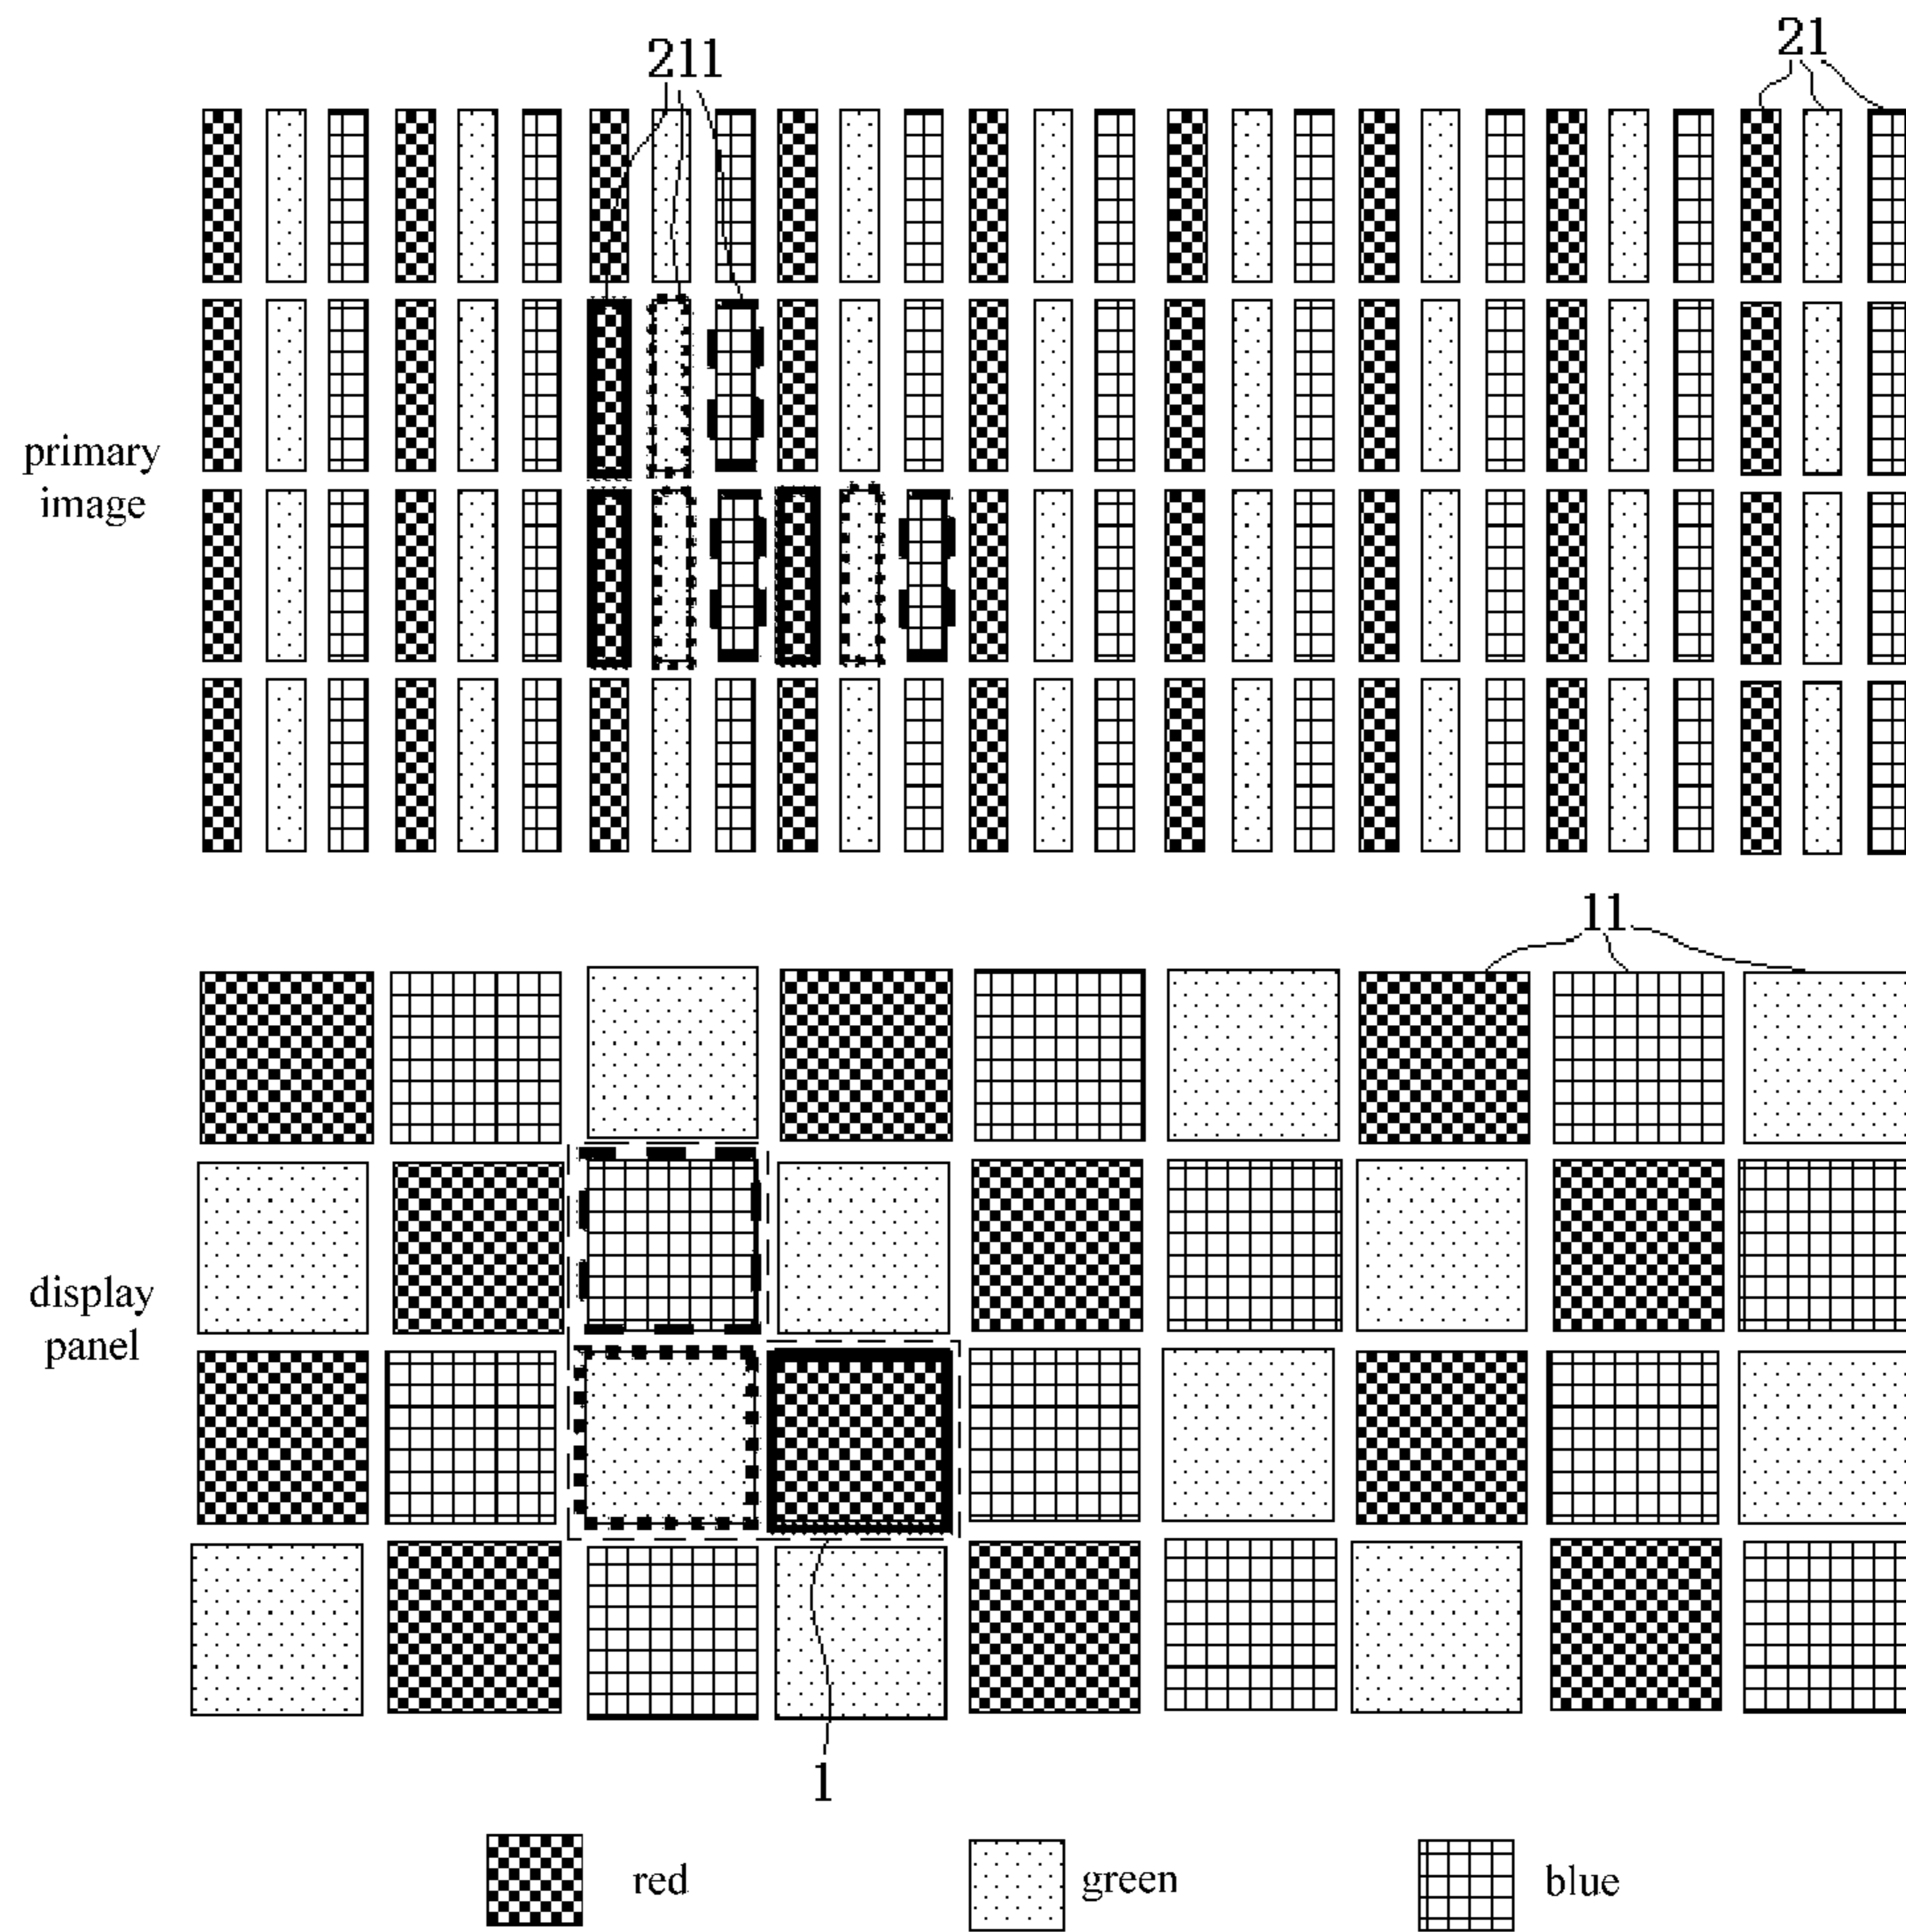 21
211
primary
image
11
display
panel
1
red green blue